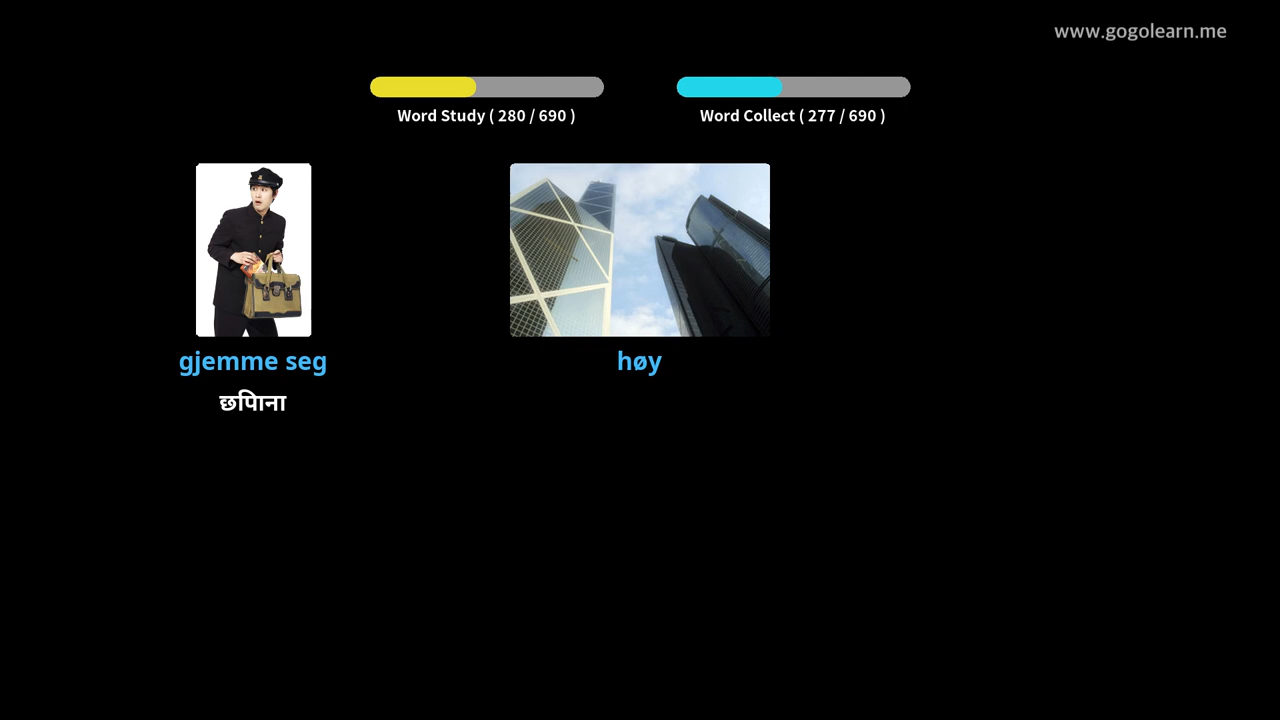 www.gogolearn.me
Word Study ( 280 / 690 )
Word Collect ( 277 / 690 )
gjemme seg
høy
छिपाना